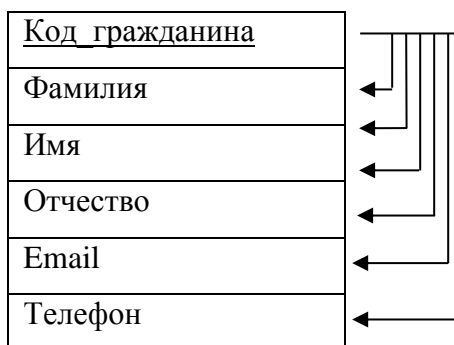 Код_гражданина
Фамилия
Имя
Отчество
Email
Телефон